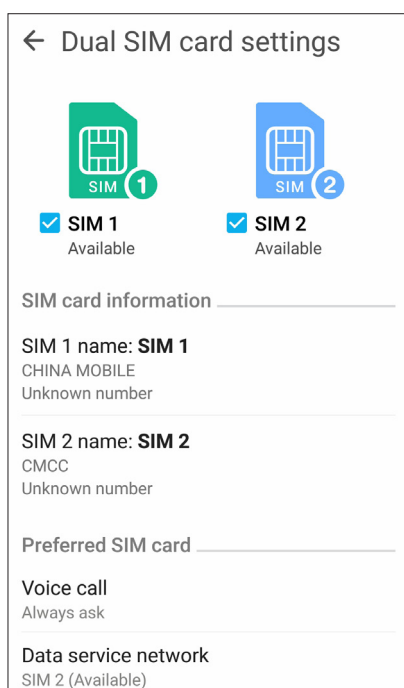 Dual SIM card settings
SIM 1
SIM 2
SIM 1
SIM 2
Available
Available
SIM card information
SIM 1 name: SIM 1
CHINA MOBILE
Unknown number
SIM 2 name: SIM 2
CMCC
Unknown number
Preferred SIM card
Voice call
Always ask
Data service network
SIM 2 (Available)